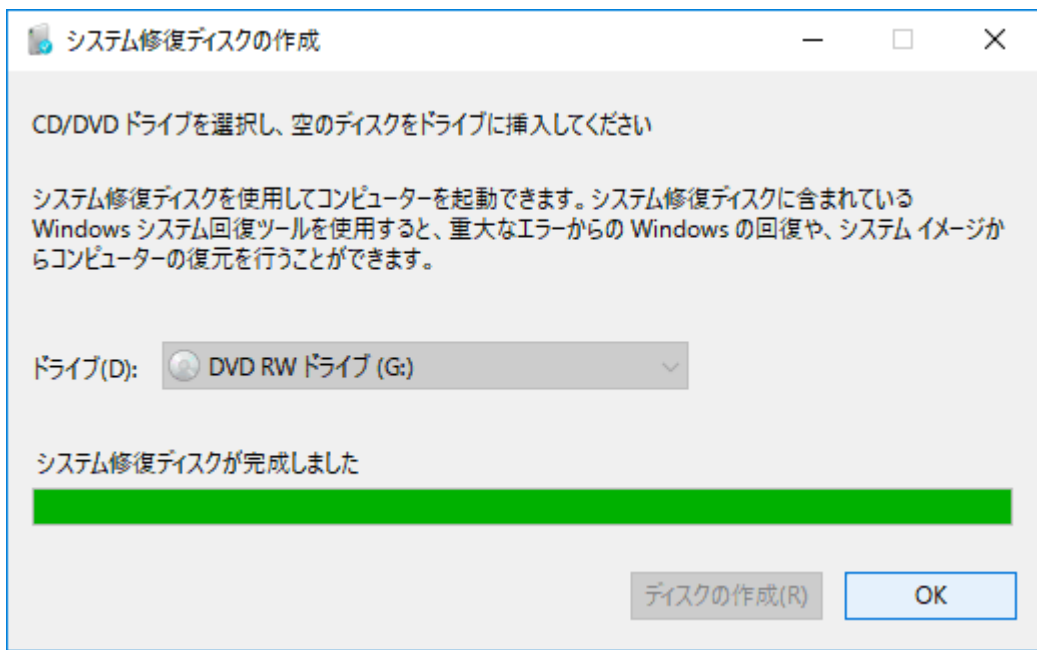 システム修復ディスクの作成
CD/DVD ドライブを選択し、空のディスクをドライブに挿入してください
システム修復ディスクを使用してコンピューターを起動できます。システム修復ディスクに含まれている
Windows システム回復ツールを使用すると、重大なエラーからの Windows の回復や、システム イメージか
らコンピューターの復元を行うことができます。
ドライブ(D): DVD RW ドライブ (G:)
システム修復ディスクが完成しました
ディスクの作成(R) OK